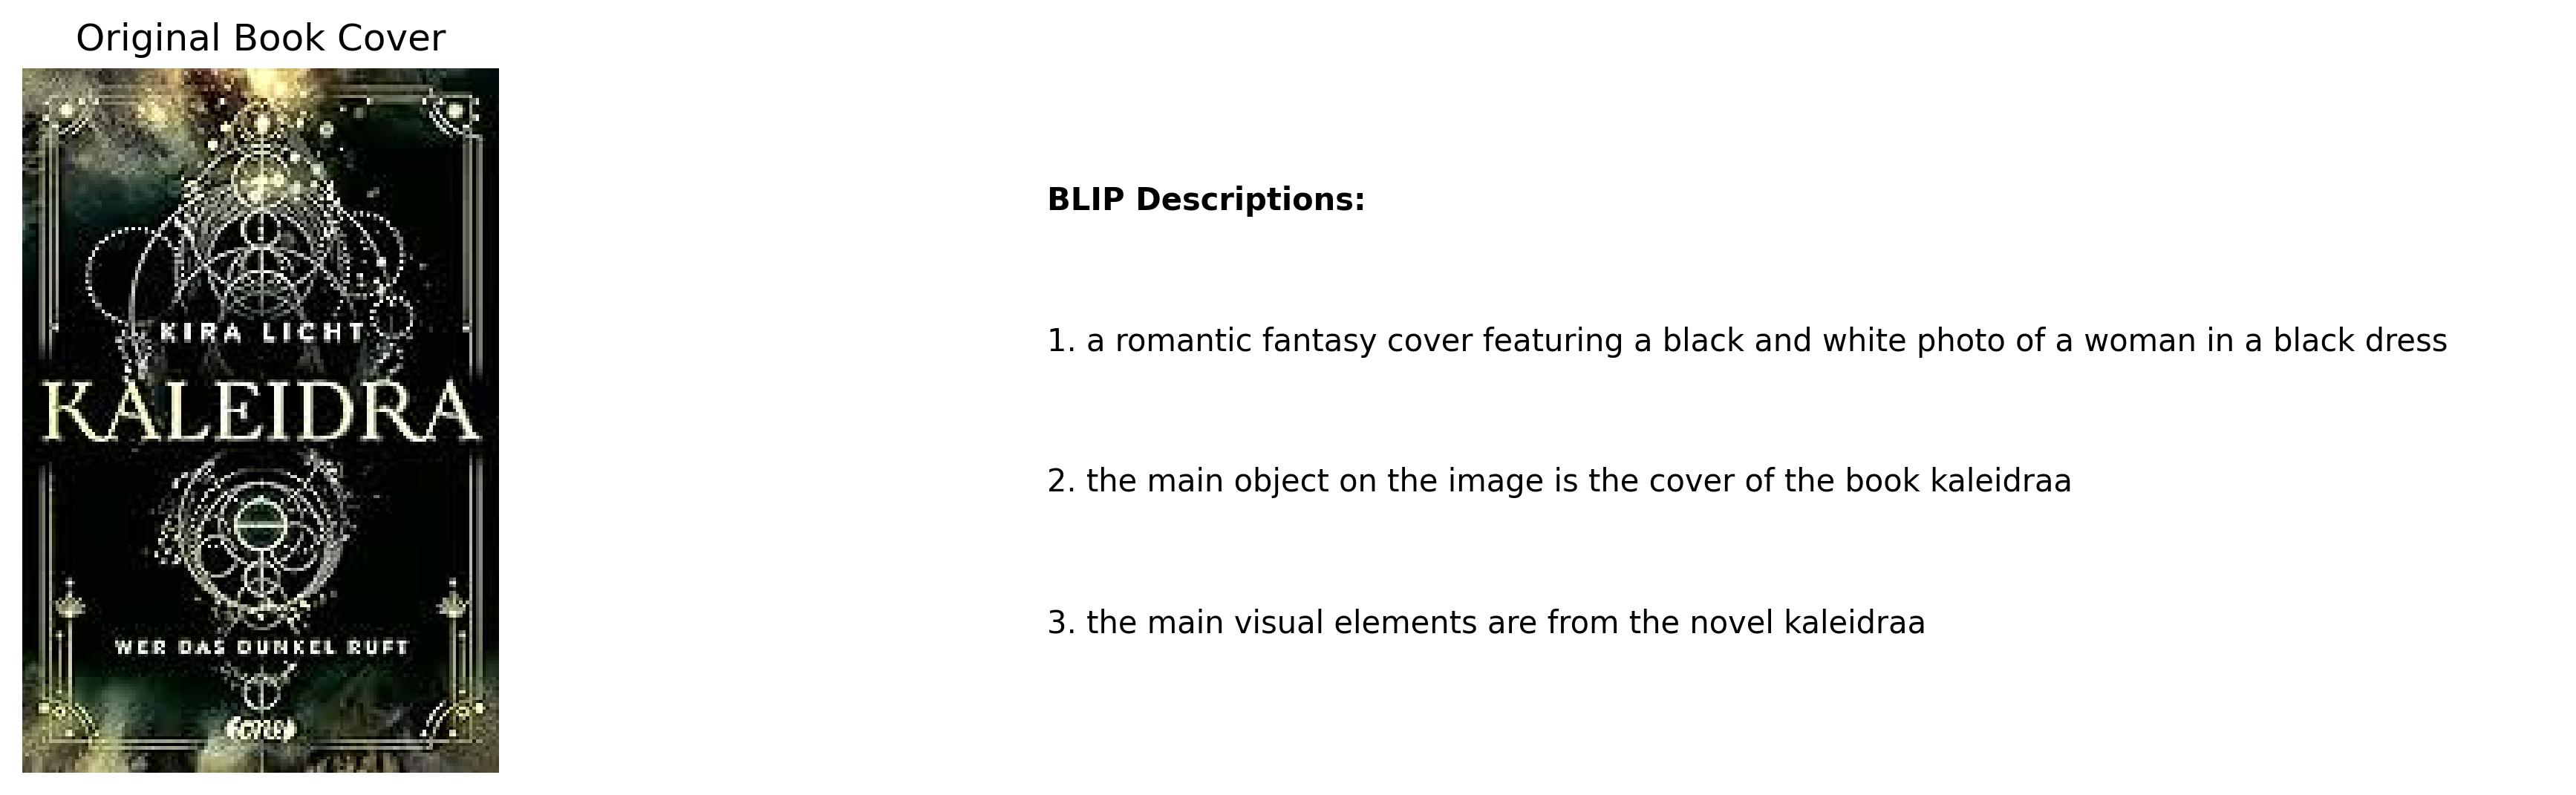 Original Book Cover
KIRA LICHT
KALEIDRA
WER DAS DUNKEL RUFT
BLIP Descriptions:
1. a romantic fantasy cover featuring a black and white photo of a woman in a black dress
2. the main object on the image is the cover of the book kaleidraa
3. the main visual elements are from the novel kaleidraa